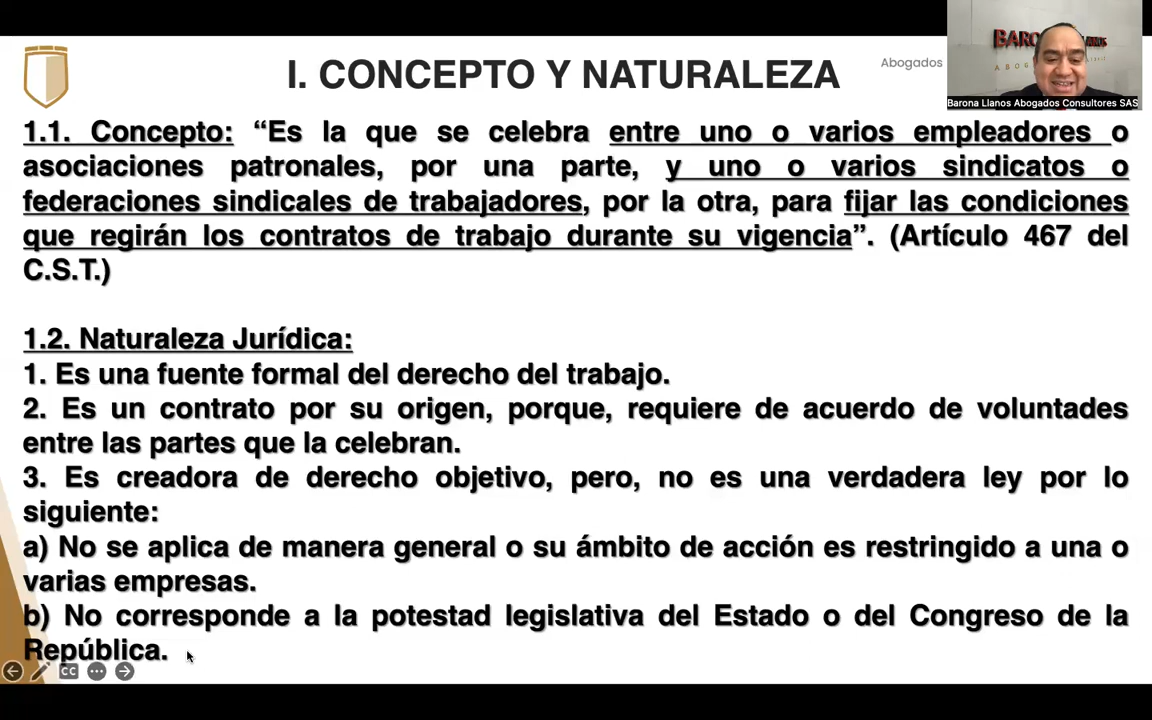 Abogados
I. CONCEPTO Y NATURALEZA
Barona Llanos Abogados Consultores SAS
1.1. Concepto: “Es la que se celebra entre uno o varios empleadores o
asociaciones patronales, por una parte, y uno o varios sindicatos o
federaciones sindicales de trabajadores, por la otra, para fijar las condiciones
que regirán los contratos de trabajo durante su vigencia”. (Artículo 467 del
C.S.T.)
1.2. Naturaleza Jurídica:
1. Es una fuente formal del derecho del trabajo.
2. Es un contrato por su origen, porque, requiere de acuerdo de voluntades
entre las partes que la celebran.
3. Es creadora de derecho objetivo, pero, no es una verdadera ley por lo
siguiente:
a) No se aplica de manera general o su ámbito de acción es restringido a una o
varias empresas.
b) No corresponde a la potestad legislativa del Estado o del Congreso de la
República.
CC